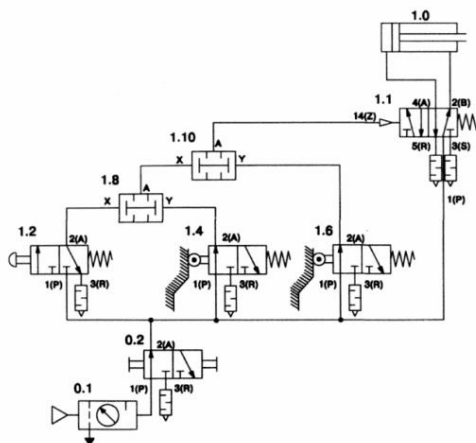 1.0
1.1
4(A) 2(B)
14(Z)
5(R) 3(S)
1(P)
1.10
A
X Y
1.8
A
X Y
1.2
2(A)
1(P)
3(R)
1.4
2(A)
1(P)
3(R)
1.6
2(A)
1(P)
3(R)
0.2
2(A)
1(P)
3(R)
0.1